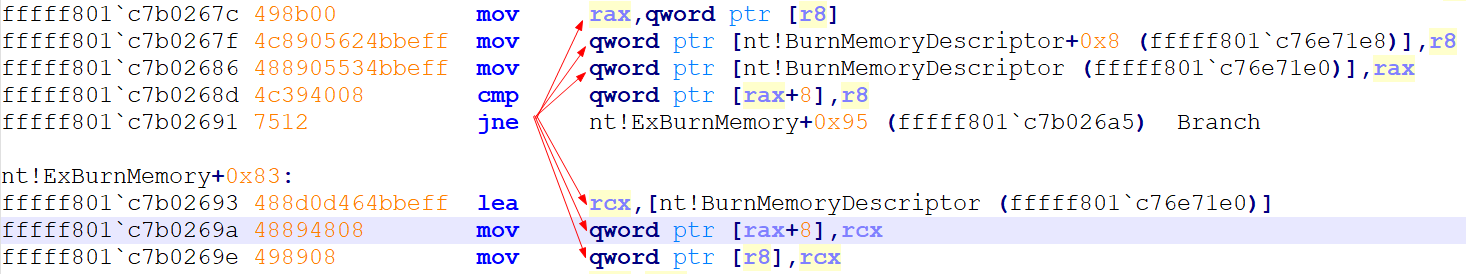 fffff801`c7b0267c 498b00 mov rax,qword ptr [r8]
fffff801`c7b0267f 4c8905624bbeff mov qword ptr [nt!BurnMemoryDescriptor+0x8 (fffff801`c76e71e8)],r8
fffff801`c7b02686 488905534bbeff mov qword ptr [nt!BurnMemoryDescriptor (fffff801`c76e71e0)],rax
fffff801`c7b0268d 4c394008 cmp qword ptr [rax+8],r8
fffff801`c7b02691 7512 jne nt!ExBurnMemory+0x95 (fffff801`c7b026a5) Branch
nt!ExBurnMemory+0x83:
fffff801`c7b02693 488d0d464bbeff lea rcx,[nt!BurnMemoryDescriptor (fffff801`c76e71e0)]
fffff801`c7b0269a 48894808 mov qword ptr [rax+8],rcx
fffff801`c7b0269e 498908 mov qword ptr [r8],rcx